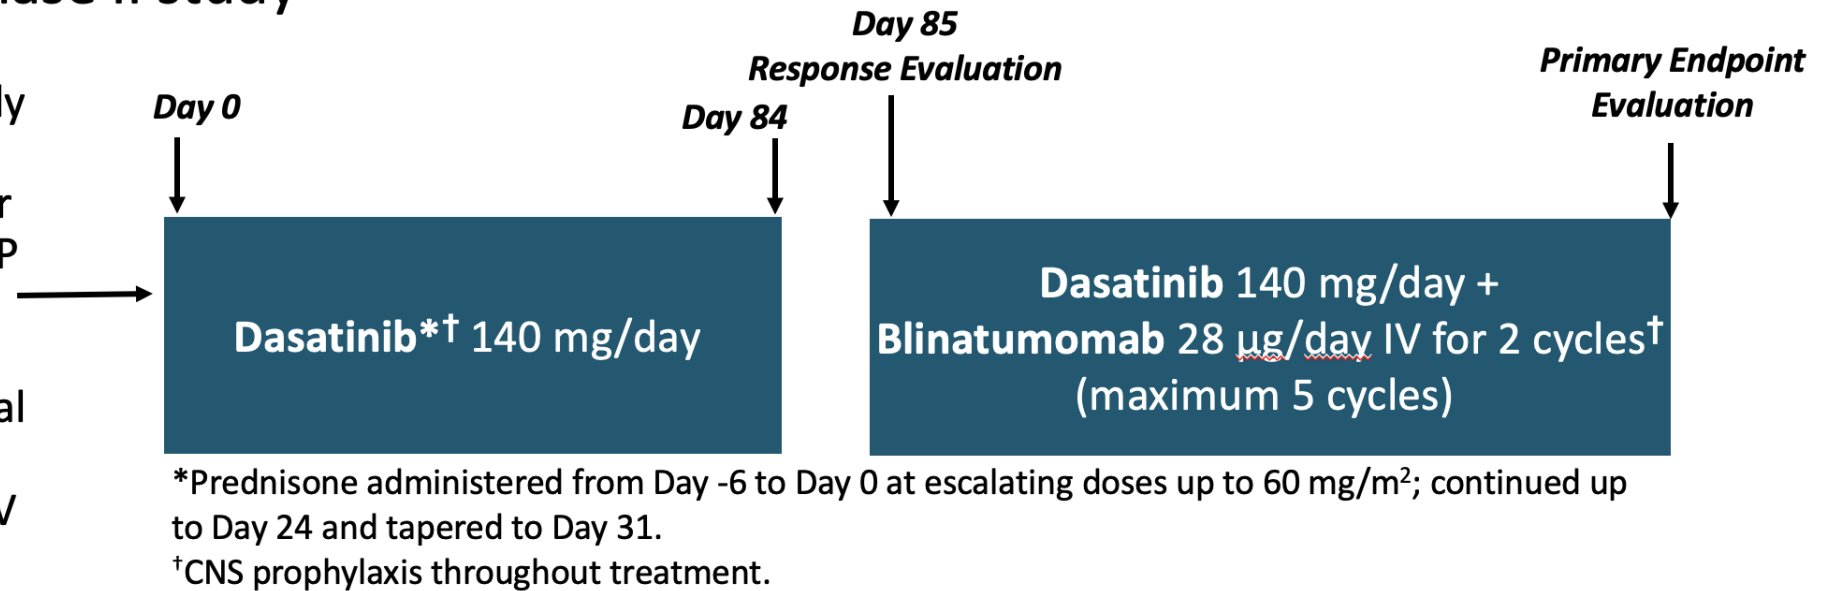 study
ly
r
P
al
V
Day 0
Day 84
Day 85
Response Evaluation
Primary Endpoint
Evaluation
Dasatinib*† 140 mg/day
Dasatinib 140 mg/day +
Blinatumomab 28 µg/day IV for 2 cycles†
(maximum 5 cycles)
*Prednisone administered from Day -6 to Day 0 at escalating doses up to 60 mg/m²; continued up
to Day 24 and tapered to Day 31.
†CNS prophylaxis throughout treatment.